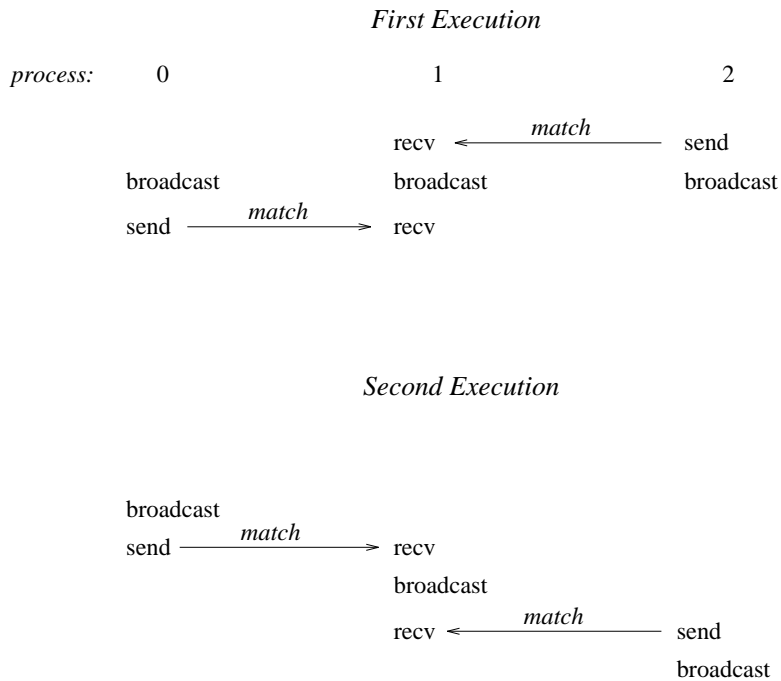 First Execution
process: 0 1 2
match
recv send
broadcast broadcast broadcast
match
send recv
Second Execution
broadcast
match
send recv
broadcast
match
recv send
broadcast